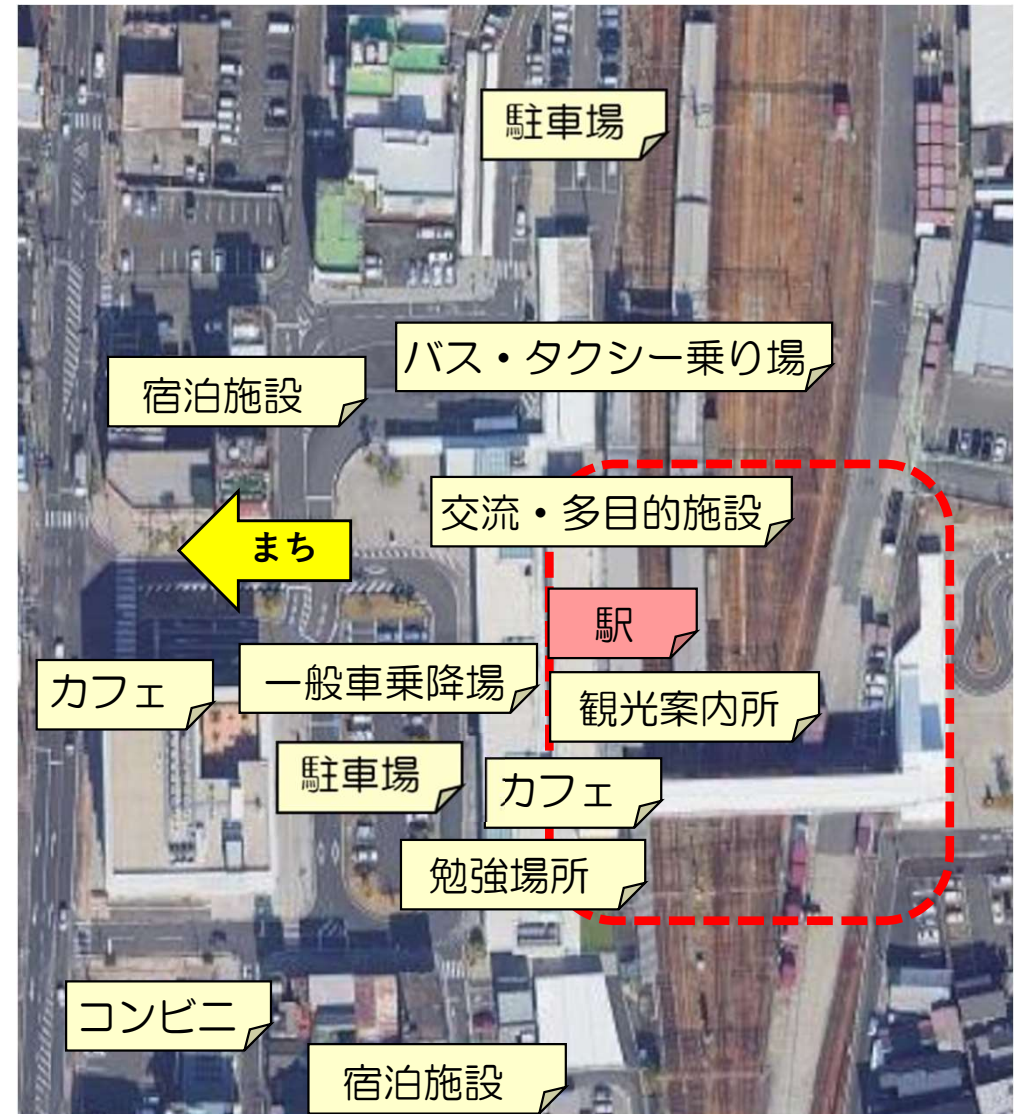 駐車場
バス・タクシー乗り場
宿泊施設
交流・多目的施設
まち
駅
カフェ
一般車乗降場
観光案内所
駐車場
カフェ
勉強場所
コンビニ
宿泊施設